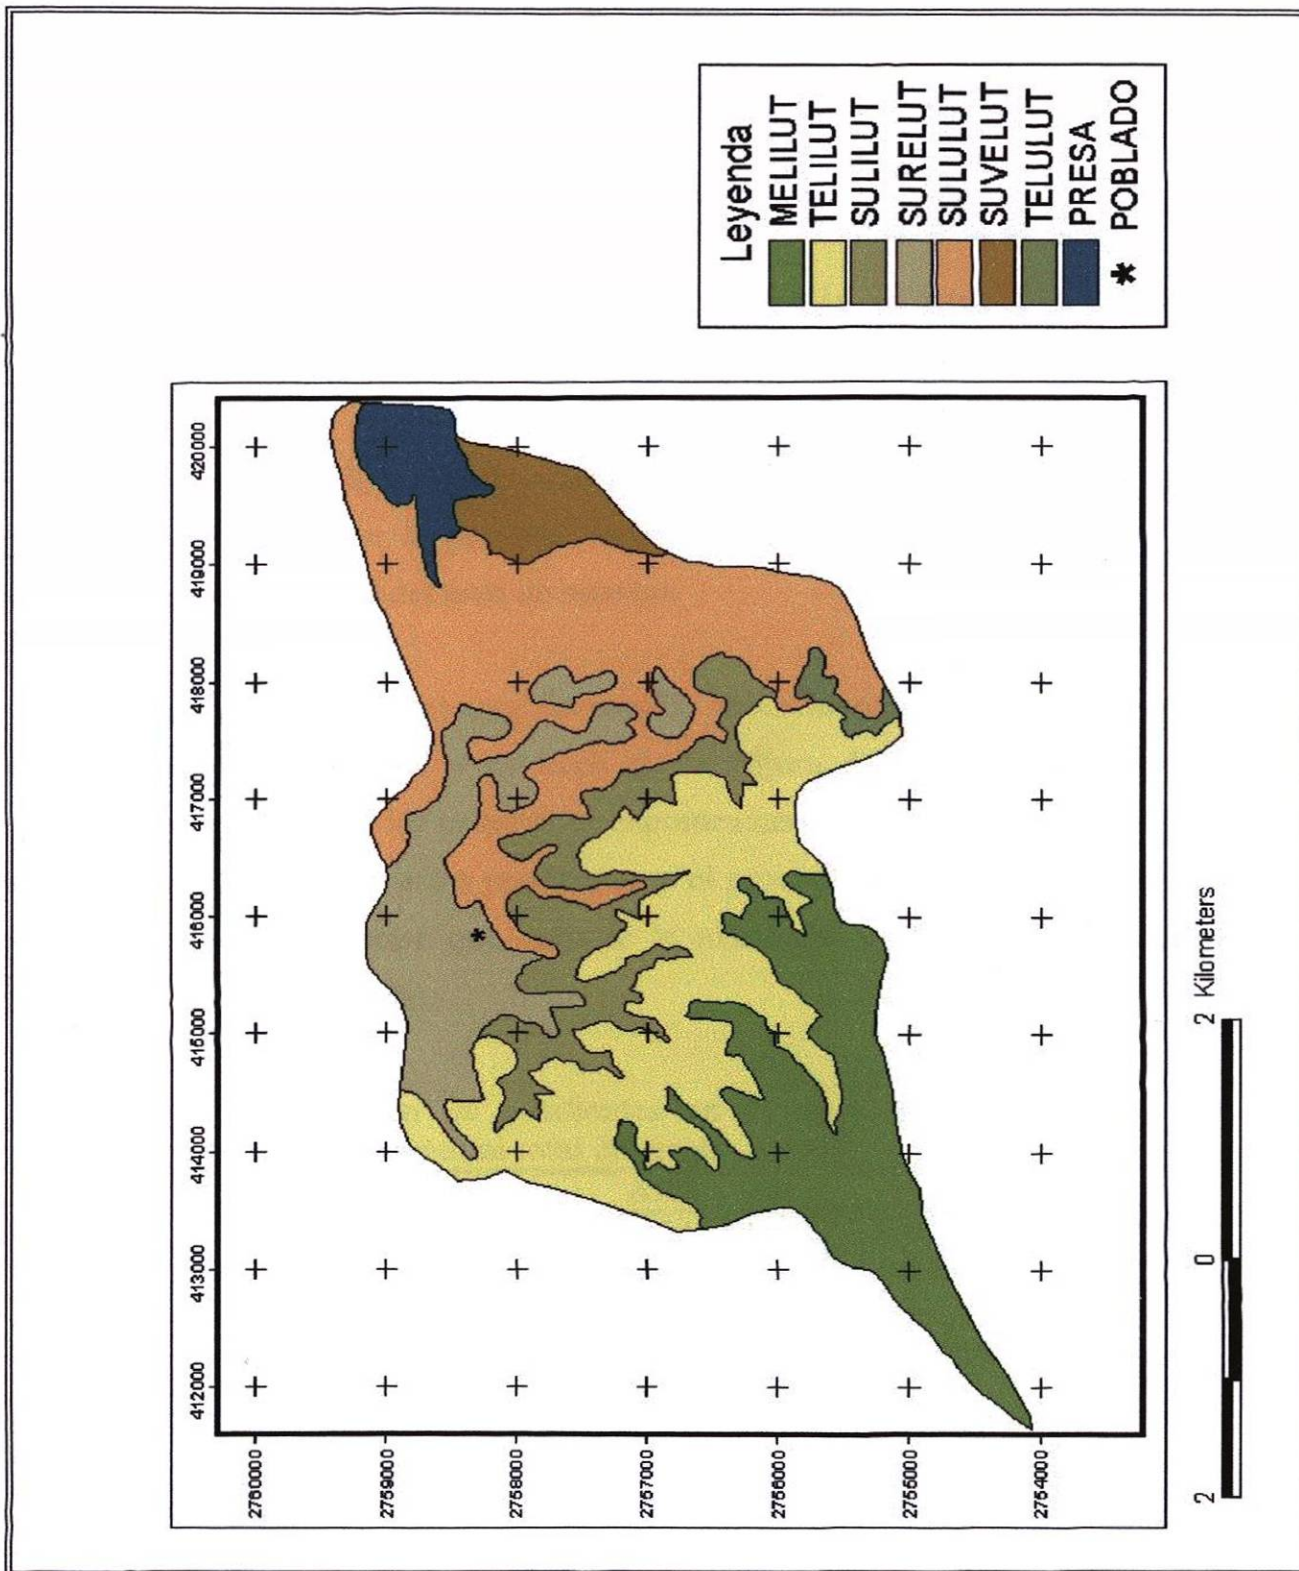 412000 413000 414000 415000 416000 417000 418000 419000 420000
2760000
2759000
2758000
2757000
2756000
2755000
2754000
Leyenda
MELILUT
TELILUT
SULILUT
SURELUT
SULULUT
SUVELUT
TELULUT
PRESA
* POBLADO
2 0 2 Kilometers